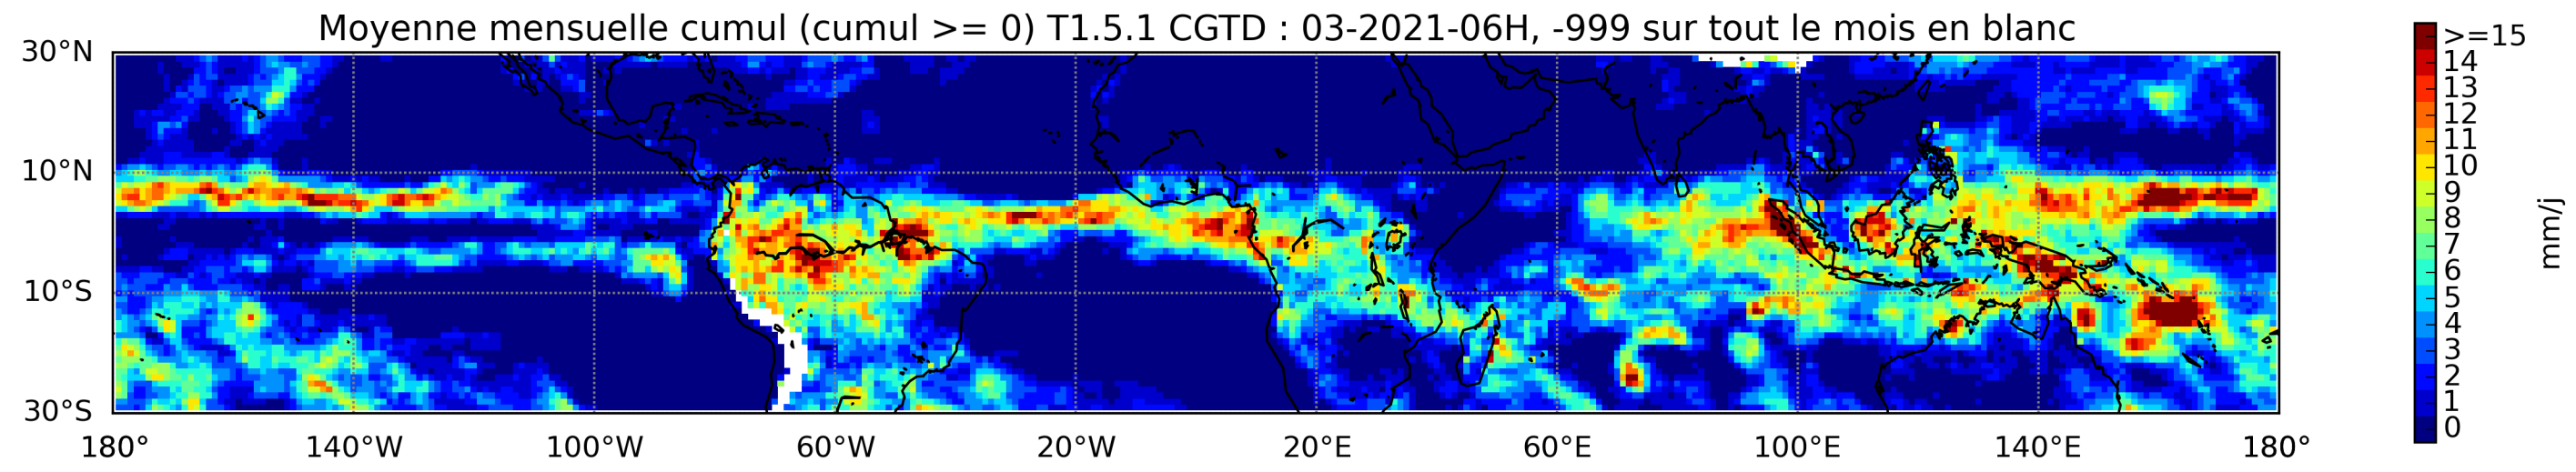 Moyenne mensuelle cumul (cumul >= 0) T1.5.1 CGTD : 03-2021-06H, -999 sur tout le mois en blanc
30°N
10°N
10°S
30°S
180° 140°W 100°W 60°W 20°W 20°E 60°E 100°E 140°E 180°
>=15
14
13
12
11
10
9
8
7
6
5
4
3
2
1
0
mm/j